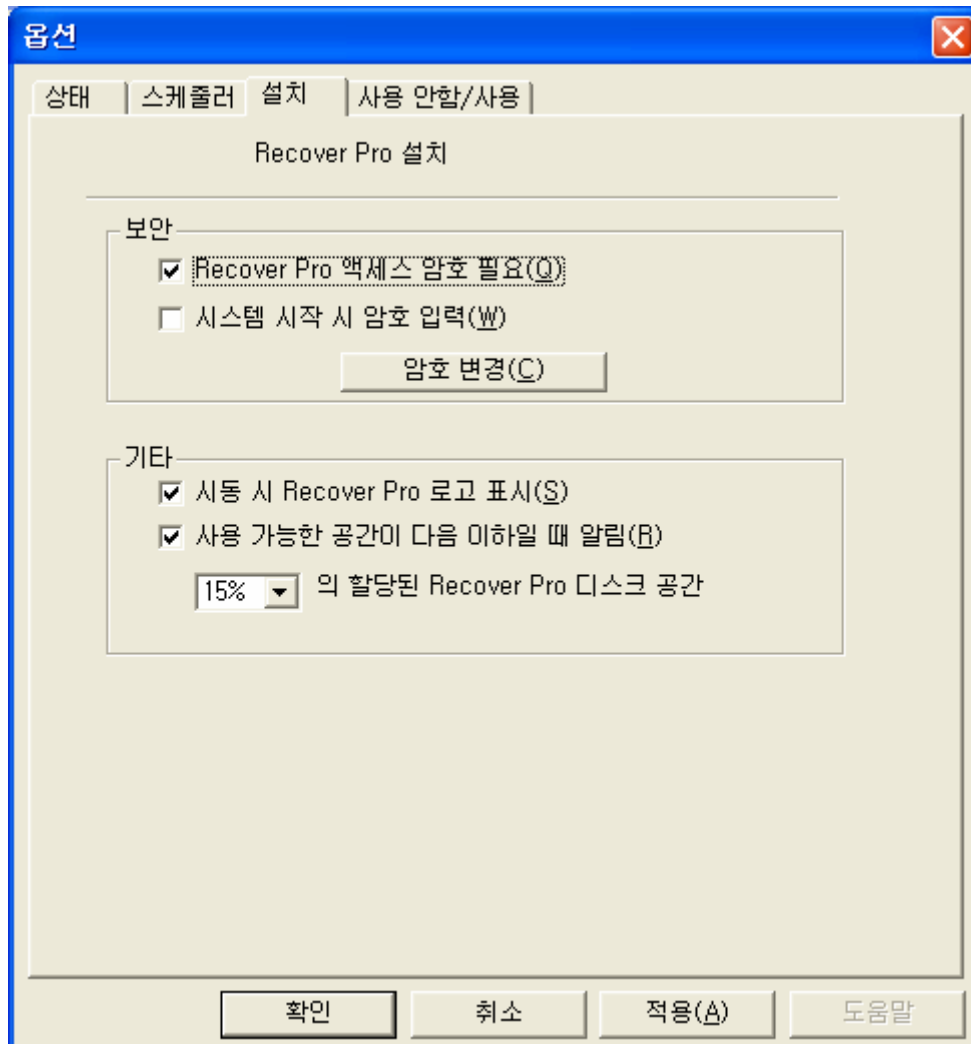 옵션
상태 스케줄러 설치 사용 안함/사용
Recover Pro 설치
보안
Recover Pro 액세스 암호 필요(Q)
시스템 시작 시 암호 입력(W)
암호 변경(C)
기타
시동 시 Recover Pro 로고 표시(S)
사용 가능한 공간이 다음 이하일 때 알림(R)
15% 의 할당된 Recover Pro 디스크 공간
확인 취소 적용(A) 도움말